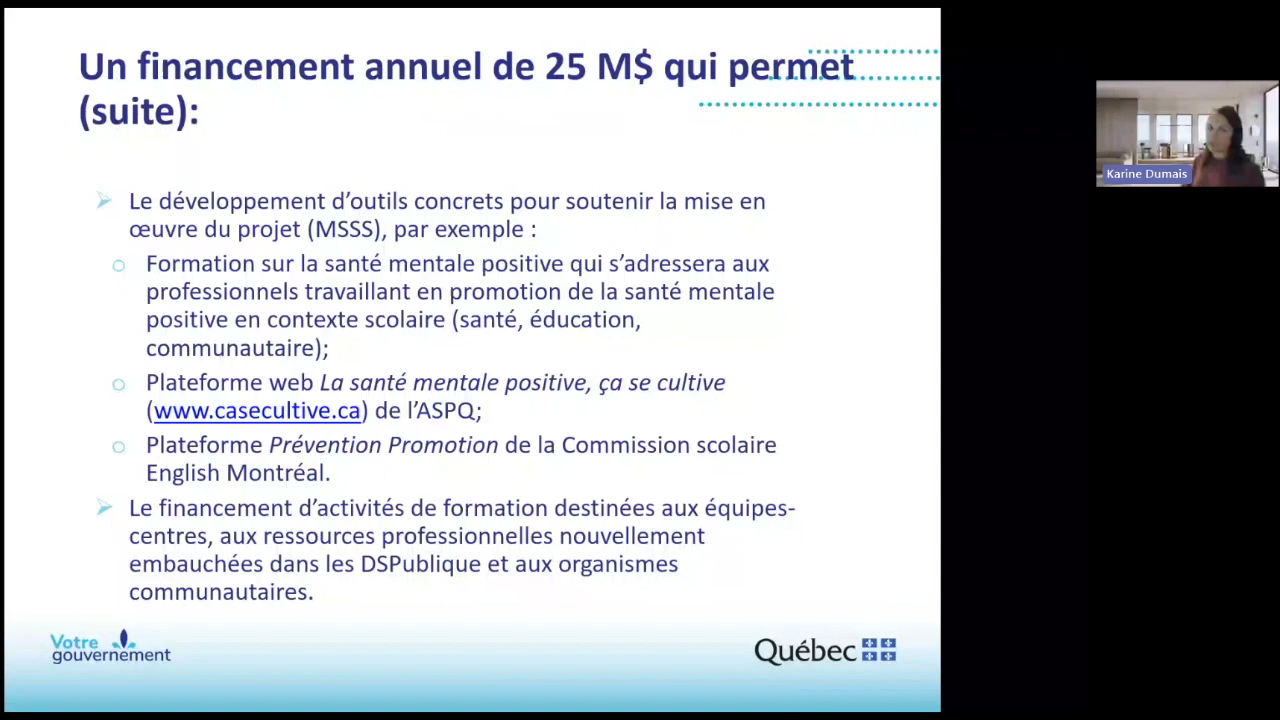 Un financement annuel de 25 M$ qui permet
(suite):
Le développement d’outils concrets pour soutenir la mise en
œuvre du projet (MSSS), par exemple :
Formation sur la santé mentale positive qui s’adressera aux
professionnels travaillant en promotion de la santé mentale
positive en contexte scolaire (santé, éducation,
communautaire);
Plateforme web La santé mentale positive, ça se cultive
(www.casecultive.ca) de l’ASPQ;
Plateforme Prévention Promotion de la Commission scolaire
English Montréal.
Le financement d’activités de formation destinées aux équipes-
centres, aux ressources professionnelles nouvellement
embauchées dans les DSPublique et aux organismes
communautaires.
Votre
gouvernement
Québec
Karine Dumais